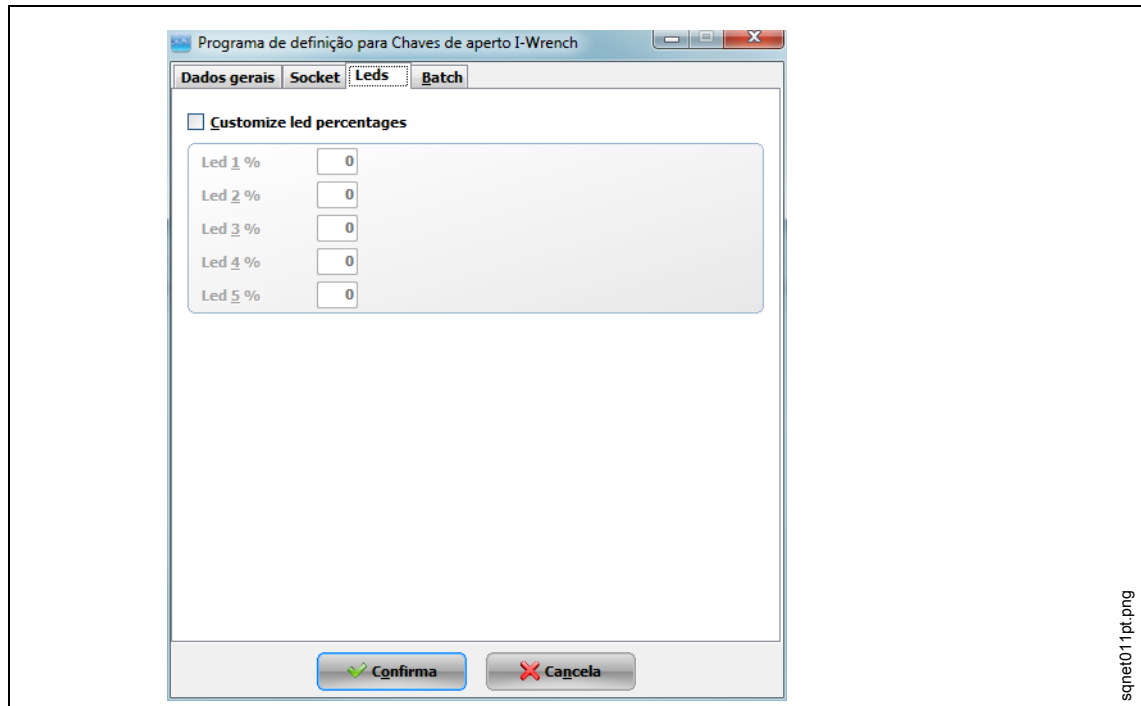 Programa de definição para Chaves de aperto I-Wrench
Dados gerais Socket Leds Batch
Customize led percentages
Led 1 % 0
Led 2 % 0
Led 3 % 0
Led 4 % 0
Led 5 % 0
Confirma Cancela
sqnet011pt.png